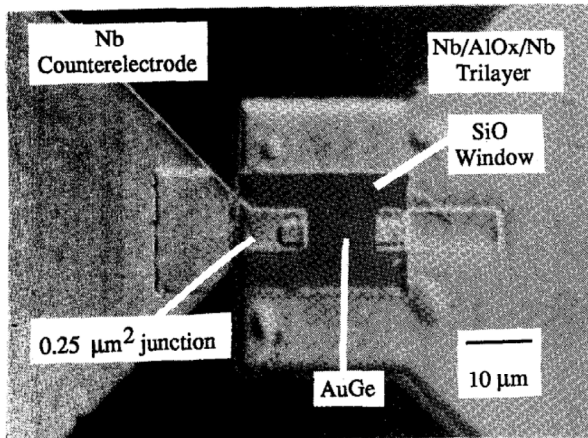 Nb
Counterelectrode
Nb/AlOx/Nb
Trilayer
SiO
Window
0.25 μm² junction
AuGe
10 μm